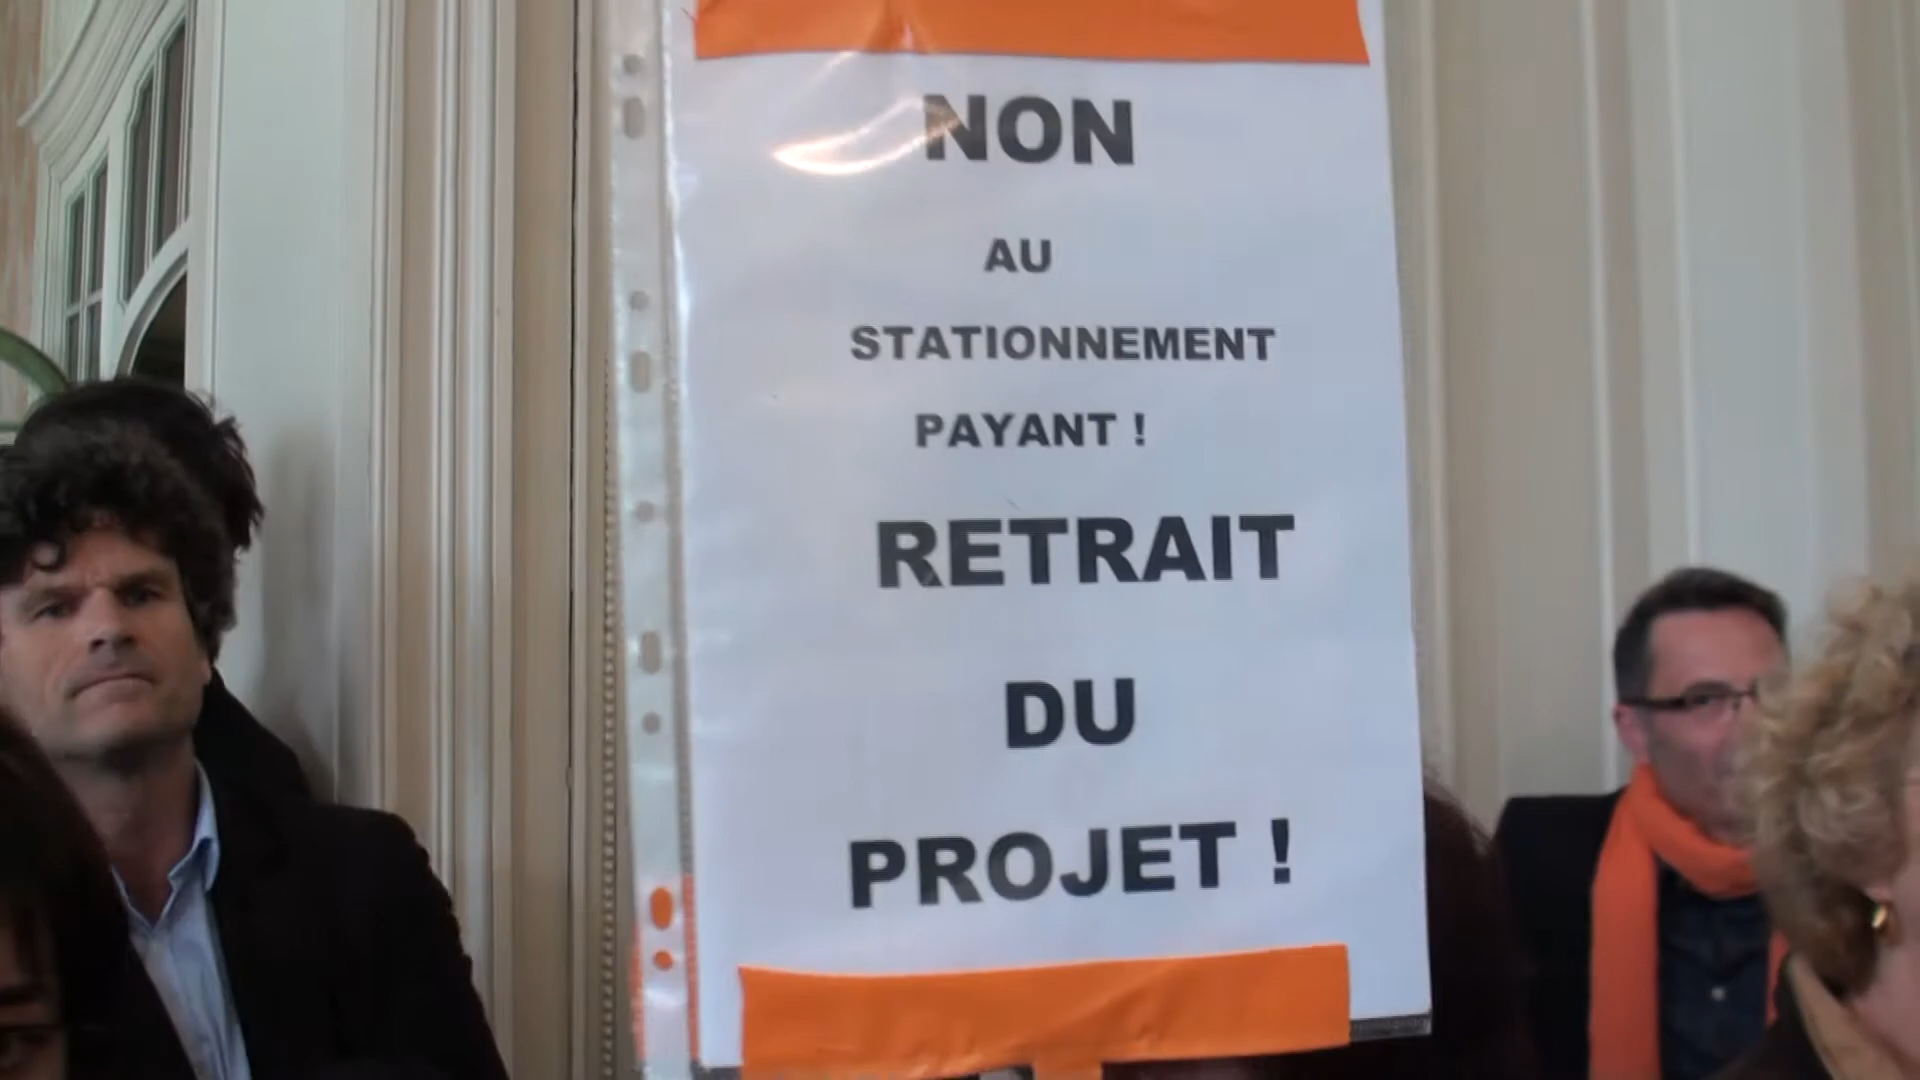 NON
AU
STATIONNEMENT
PAYANT !
RETRAIT
DU
PROJET !